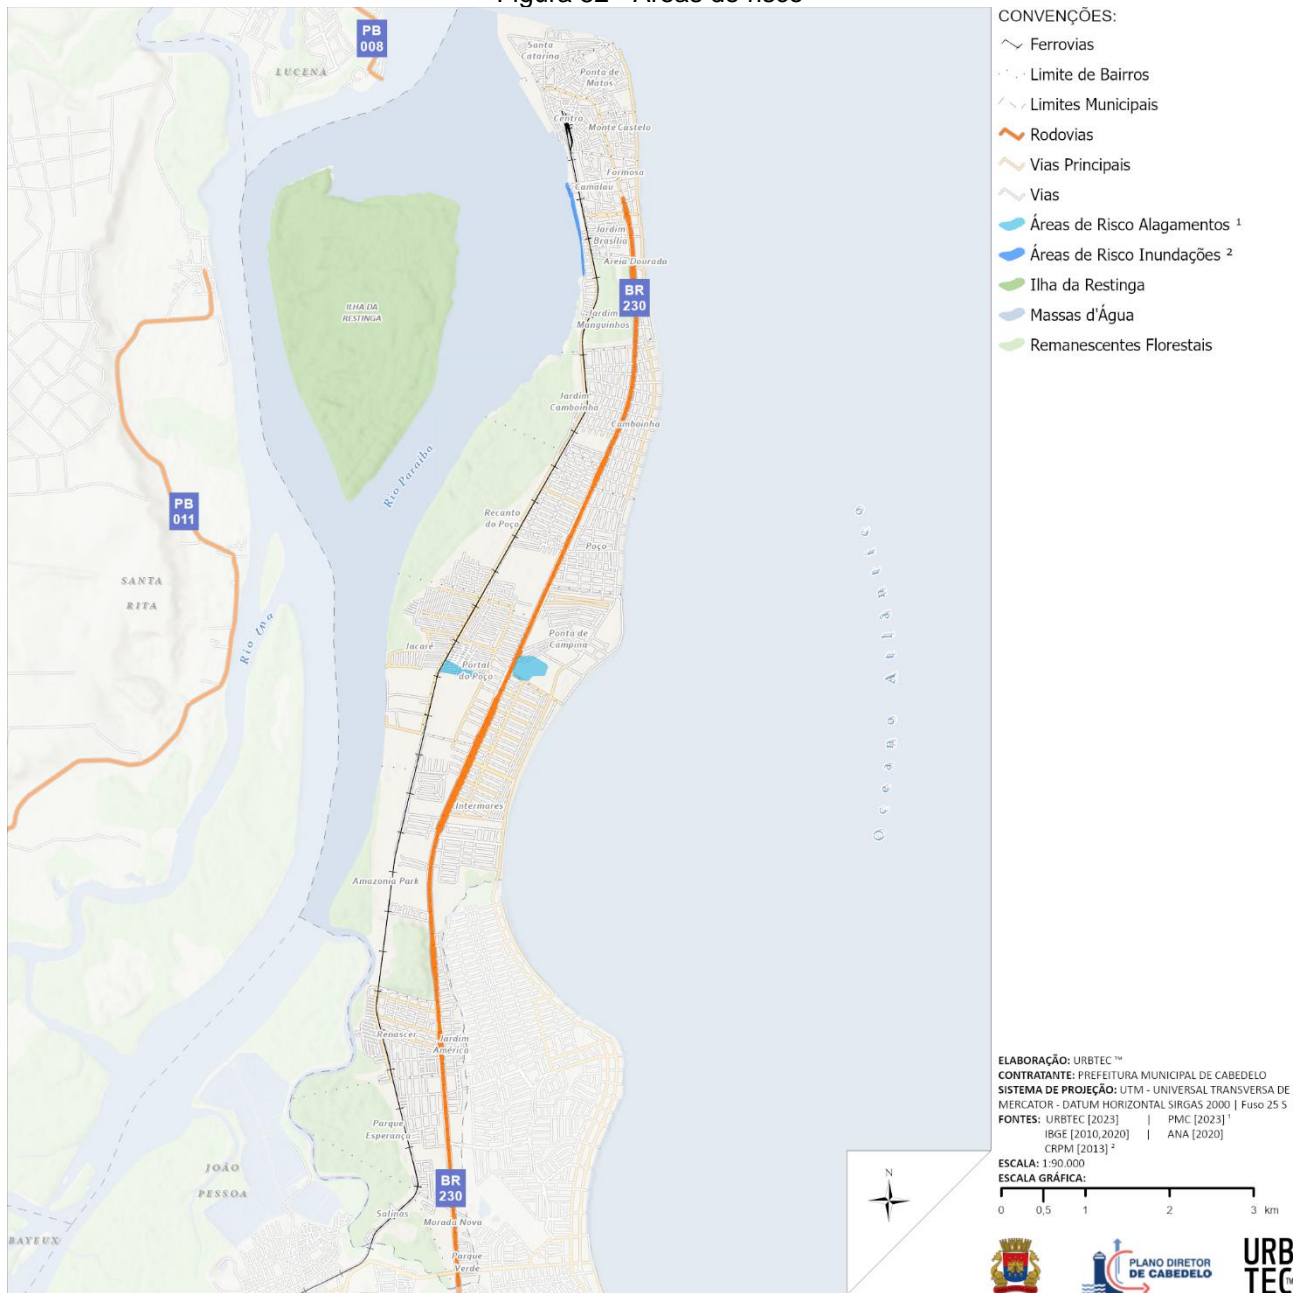 Figura 32 - Áreas de risco
CONVENÇÕES:
Ferrovias
Limite de Bairros
Limites Municipais
Rodovias
Vias Principais
Vias
Áreas de Risco Alagamentos ¹
Áreas de Risco Inundações ²
Ilha da Restinga
Massas d'Água
Remanescentes Florestais
PB
008
LUCENA
Santa
Catarina
Ponta de
Matos
Centro
Monte Castelo
Formosa
Camalaú
Jardim
Brasília
Areia Dourada
BR
230
ILHA DA
RESTINGA
Jardim
Manguinhos
Jardim
Camboinha
Camboinha
Rio Paraíba
PB
011
Recanto
do Poço
Poço
Oceano Atlântico
SANTA
RITA
Ponta de
Campina
Jacaré
Portal
do Poço
Intermares
Amazonia Park
Renascer
Jardim
América
Parque
Esperança
JOÃO
PESSOA
BR
230
Salinas
Morada Nova
BAYEUX
Parque
Verde
N
ELABORAÇÃO: URBTEC ™
CONTRATANTE: PREFEITURA MUNICIPAL DE CABEDELO
SISTEMA DE PROJEÇÃO: UTM - UNIVERSAL TRANSVERSA DE
MERCATOR - DATUM HORIZONTAL SIRGAS 2000 | Fuso 25 S
FONTES: URBTEC [2023] | PMC [2023] ¹
IBGE [2010,2020] | ANA [2020]
CRPM [2013] ²
ESCALA: 1:90.000
ESCALA GRÁFICA:
0 0,5 1 2 3 km
PLANO DIRETOR
DE CABEDELO
URB
TEC™